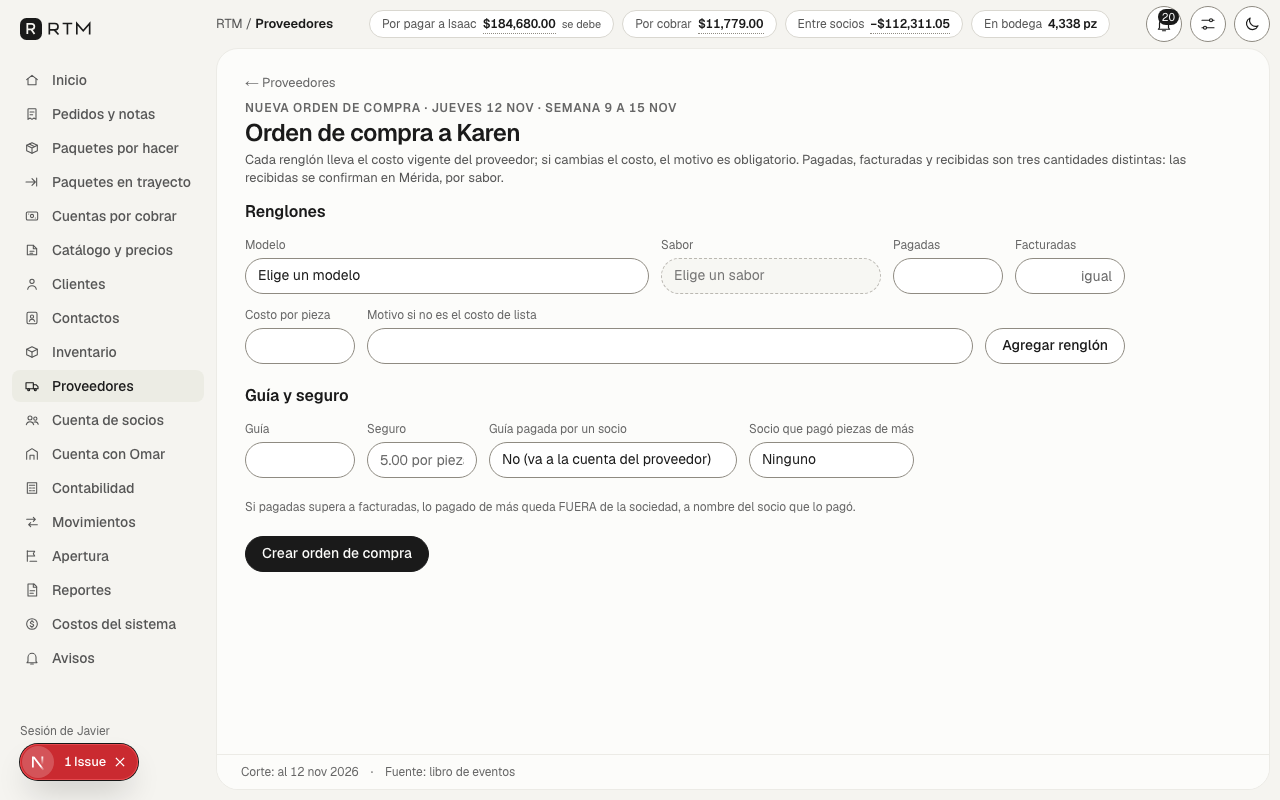 R RTM
RTM / Proveedores
Por pagar a Isaac $184,680.00 se debe
Por cobrar $11,779.00
Entre socios −$112,311.05
En bodega 4,338 pz
20
Inicio
Pedidos y notas
Paquetes por hacer
Paquetes en trayecto
Cuentas por cobrar
Catálogo y precios
Clientes
Contactos
Inventario
Proveedores
Cuenta de socios
Cuenta con Omar
Contabilidad
Movimientos
Apertura
Reportes
Costos del sistema
Avisos
Sesión de Javier
N 1 Issue
← Proveedores
NUEVA ORDEN DE COMPRA · JUEVES 12 NOV · SEMANA 9 A 15 NOV
Orden de compra a Karen
Cada renglón lleva el costo vigente del proveedor; si cambias el costo, el motivo es obligatorio. Pagadas, facturadas y recibidas son tres cantidades distintas: las
recibidas se confirman en Mérida, por sabor.
Renglones
Modelo Sabor Pagadas Facturadas
Elige un modelo Elige un sabor igual
Costo por pieza Motivo si no es el costo de lista
Agregar renglón
Guía y seguro
Guía Seguro Guía pagada por un socio Socio que pagó piezas de más
5.00 por piez No (va a la cuenta del proveedor) Ninguno
Si pagadas supera a facturadas, lo pagado de más queda FUERA de la sociedad, a nombre del socio que lo pagó.
Crear orden de compra
Corte: al 12 nov 2026 · Fuente: libro de eventos